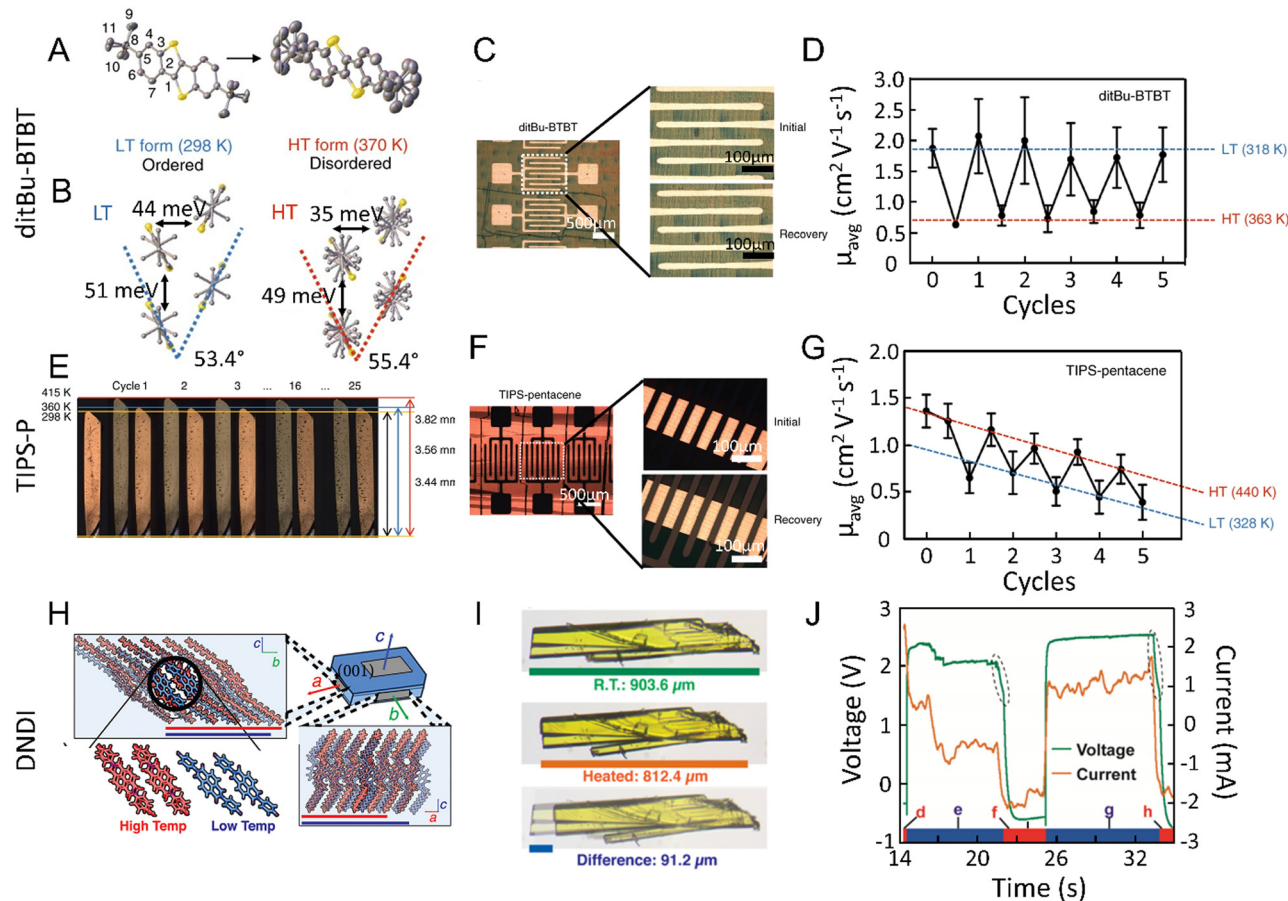 ditBu-BTBT
A
9
11
4
8
3
5
2
10
6
1
7
LT form (298 K)
Ordered
HT form (370 K)
Disordered
B
LT
44 meV
51 meV
53.4°
HT
35 meV
49 meV
55.4°
C
ditBu-BTBT
500µm
Initial
100µm
Recovery
100µm
D
ditBu-BTBT
3.0
2.5
2.0
1.5
1.0
0.5
0
µavg (cm² V⁻¹ s⁻¹)
LT (318 K)
HT (363 K)
0 1 2 3 4 5
Cycles
TIPS-P
E
Cycle 1 2 3 ... 16 ... 25
415 K
360 K
298 K
3.82 mm
3.56 mm
3.44 mm
F
TIPS-pentacene
500µm
Initial
100µm
Recovery
100µm
G
TIPS-pentacene
2.0
1.5
1.0
0.5
0
µavg (cm² V⁻¹ s⁻¹)
HT (440 K)
LT (328 K)
0 1 2 3 4 5
Cycles
DNDI
H
c
b
c
(001)
a
b
c
a
High Temp
Low Temp
I
R.T.: 903.6 µm
Heated: 812.4 µm
Difference: 91.2 µm
J
3
2
1
0
-1
Voltage (V)
3
2
1
0
-1
-2
-3
Current (mA)
Voltage
Current
d e f g h
14 20 26 32
Time (s)